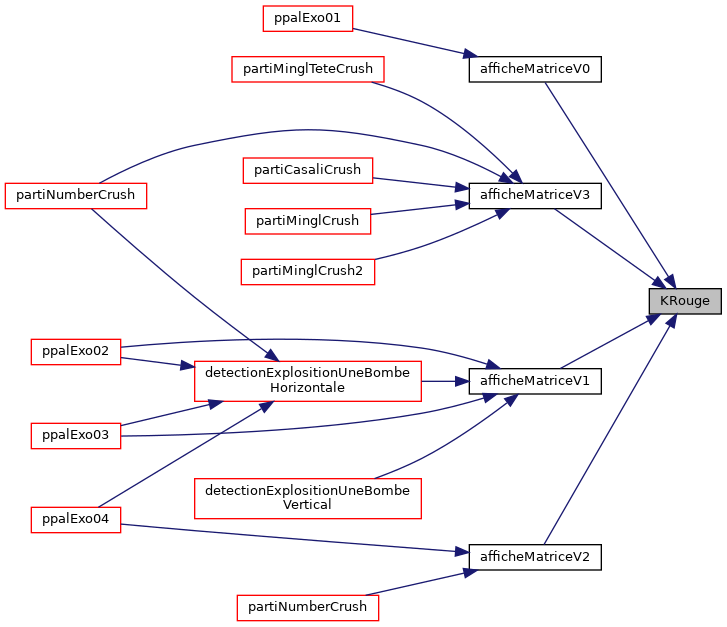 ppalExo01
partiMinglTeteCrush
afficheMatriceV0
partiCasaliCrush
partiNumberCrush
afficheMatriceV3
partiMinglCrush
partiMinglCrush2
KRouge
ppalExo02
detectionExplositionUneBombe
Horizontale
afficheMatriceV1
ppalExo03
detectionExplositionUneBombe
Vertical
ppalExo04
afficheMatriceV2
partiNumberCrush